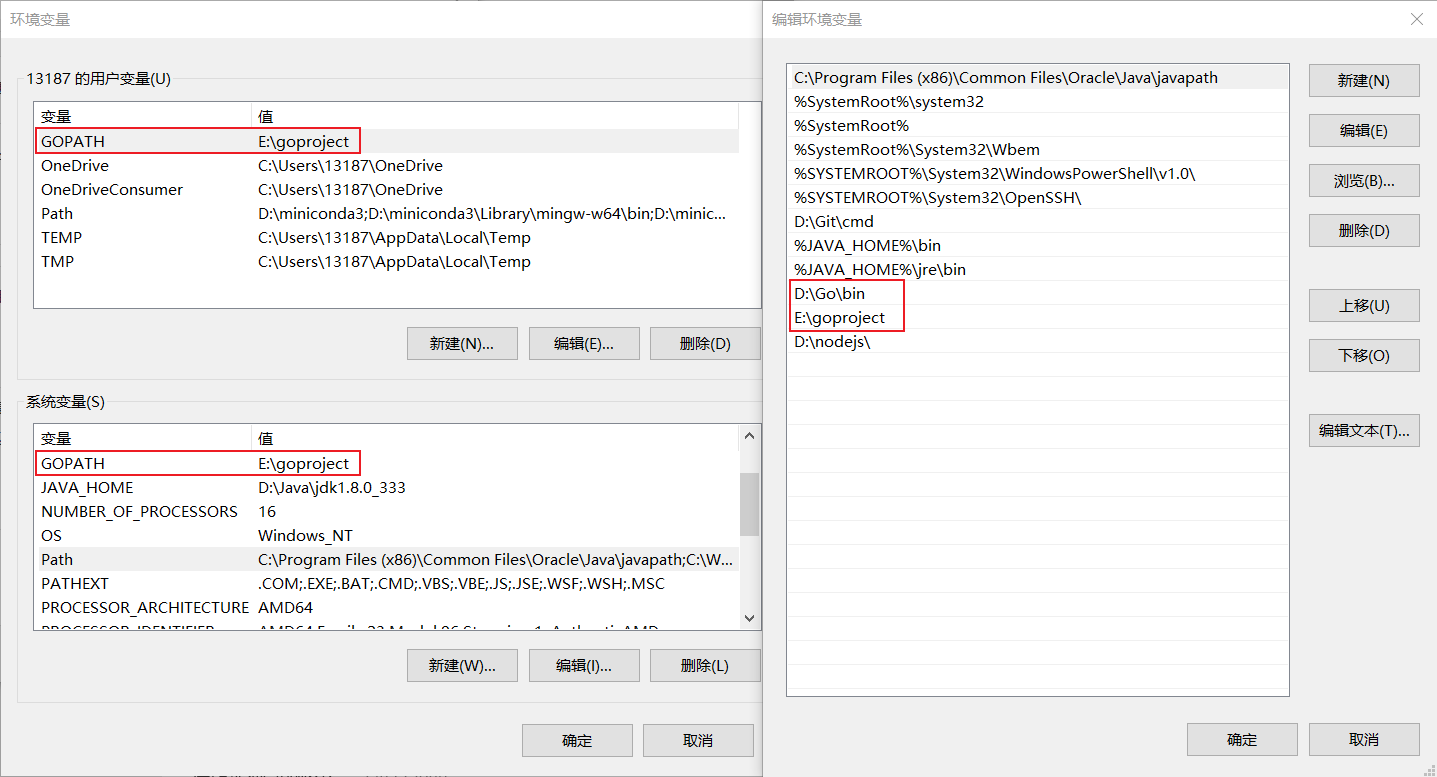 环境变量
13187 的用户变量(U)
变量 值
GOPATH E:\goproject
OneDrive C:\Users\13187\OneDrive
OneDriveConsumer C:\Users\13187\OneDrive
Path D:\miniconda3;D:\miniconda3\Library\mingw-w64\bin;D:\minic...
TEMP C:\Users\13187\AppData\Local\Temp
TMP C:\Users\13187\AppData\Local\Temp
新建(N)... 编辑(E)... 删除(D)
系统变量(S)
变量 值
GOPATH E:\goproject
JAVA_HOME D:\Java\jdk1.8.0_333
NUMBER_OF_PROCESSORS 16
OS Windows_NT
Path C:\Program Files (x86)\Common Files\Oracle\Java\javapath;C:\W...
PATHEXT .COM;.EXE;.BAT;.CMD;.VBS;.VBE;.JS;.JSE;.WSF;.WSH;.MSC
PROCESSOR_ARCHITECTURE AMD64
新建(W)... 编辑(I)... 删除(L)
确定 取消
编辑环境变量
C:\Program Files (x86)\Common Files\Oracle\Java\javapath
%SystemRoot%\system32
%SystemRoot%
%SystemRoot%\System32\Wbem
%SYSTEMROOT%\System32\WindowsPowerShell\v1.0\
%SYSTEMROOT%\System32\OpenSSH\
D:\Git\cmd
%JAVA_HOME%\bin
%JAVA_HOME%\jre\bin
D:\Go\bin
E:\goproject
D:\nodejs\
新建(N)
编辑(E)
浏览(B)...
删除(D)
上移(U)
下移(O)
编辑文本(T)...
确定 取消